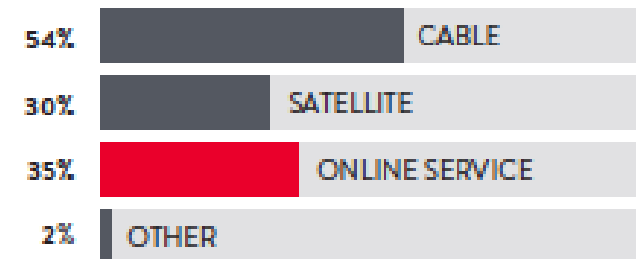 54% CABLE
30% SATELLITE
35% ONLINE SERVICE
2% OTHER